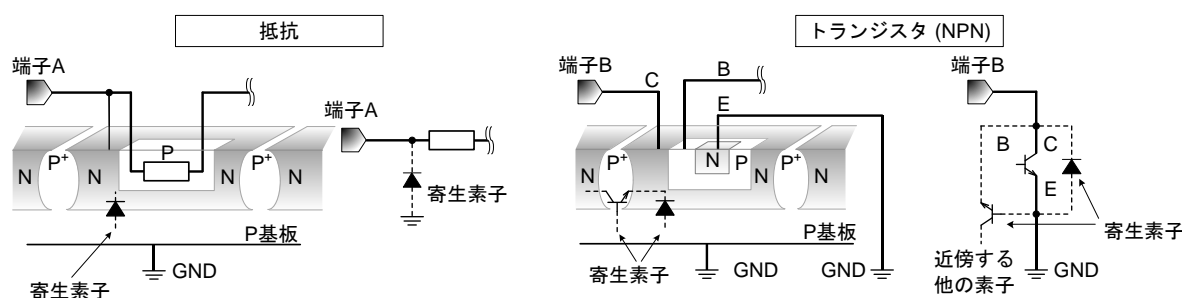 抵抗
端子A
P
N
P+
N
N
P+
N
P基板
GND
寄生素子
端子A
寄生素子
トランジスタ (NPN)
端子B
C
B
E
N
P+
N
N
P
N
P+
N
P基板
寄生素子
GND
GND
端子B
B
C
E
寄生素子
近傍する
他の素子